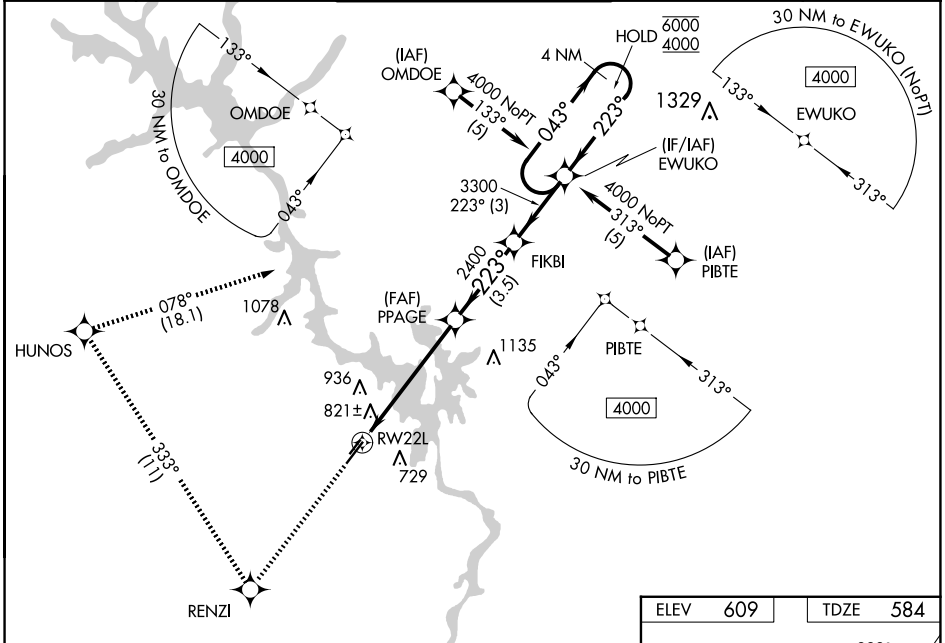 133°
OMDOE
4000
043°
30 NM to OMDOE
(IAF)
OMDOE
4000 NoPT
133°
(5)
4 NM
HOLD
6000
4000
043°
223°
1329
(IF/IAF)
EWUKO
30 NM to EWUKO (NoPT)
4000
133°
EWUKO
313°
3300
223° (3)
4000 NoPT
313°
(5)
(IAF)
PIBTE
FIKBI
2400
223°
(3.5)
(FAF)
PPAGE
078°
(18.1)
1078
HUNOS
1135
PIBTE
043°
313°
4000
30 NM to PIBTE
936
821±
RW22L
729
333°
(11)
RENZI
ELEV 609
TDZE 584